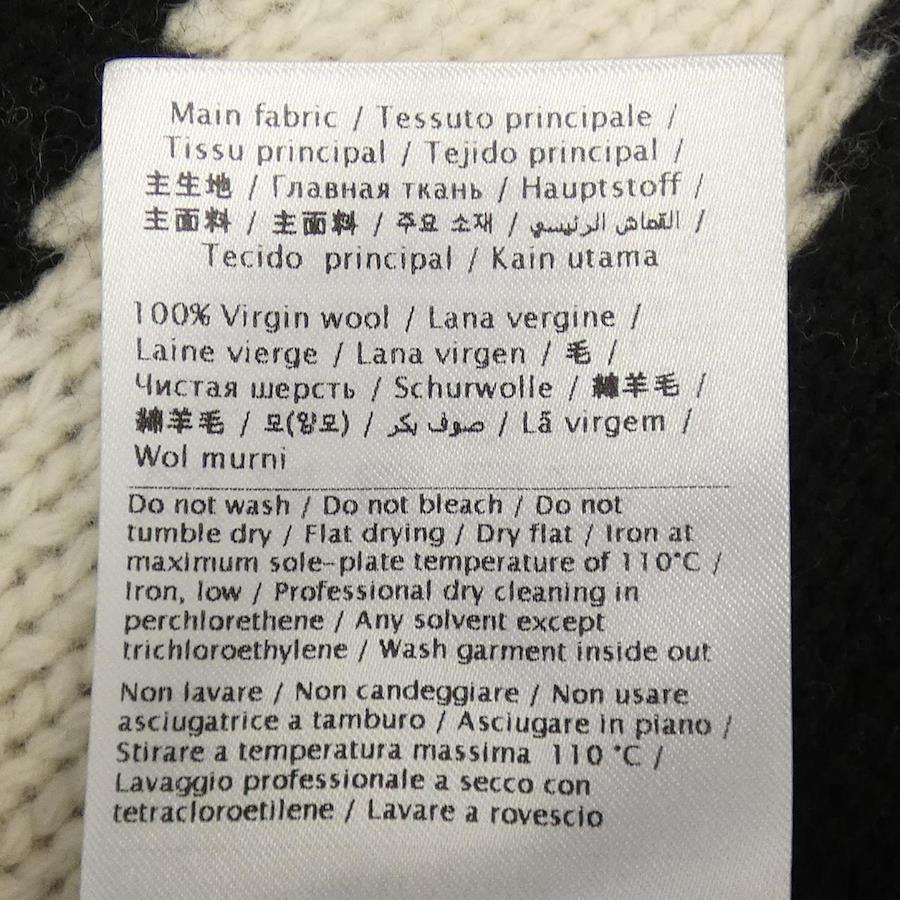 Main fabric / Tessuto principale /
Tissu principal / Tejido principal /
主生地 / Главная ткань / Hauptstoff /
主面料 / 主面料 / 주요 소재 / القماش الرئيسي /
Tecido principal / Kain utama
100% Virgin wool / Lana vergine /
Laine vierge / Lana virgen / 毛 /
Чистая шерсть / Schurwolle / 綿羊毛 /
綿羊毛 / 모(양모) / صوف بكر / Lã virgem /
Wol murni
Do not wash / Do not bleach / Do not
tumble dry / Flat drying / Dry flat / Iron at
maximum sole-plate temperature of 110°C /
Iron, low / Professional dry cleaning in
perchlorethene / Any solvent except
trichloroethylene / Wash garment inside out
Non lavare / Non candeggiare / Non usare
asciugatrice a tamburo / Asciugare in piano /
Stirare a temperatura massima 110 °C /
Lavaggio professionale a secco con
tetracloroetilene / Lavare a rovescio